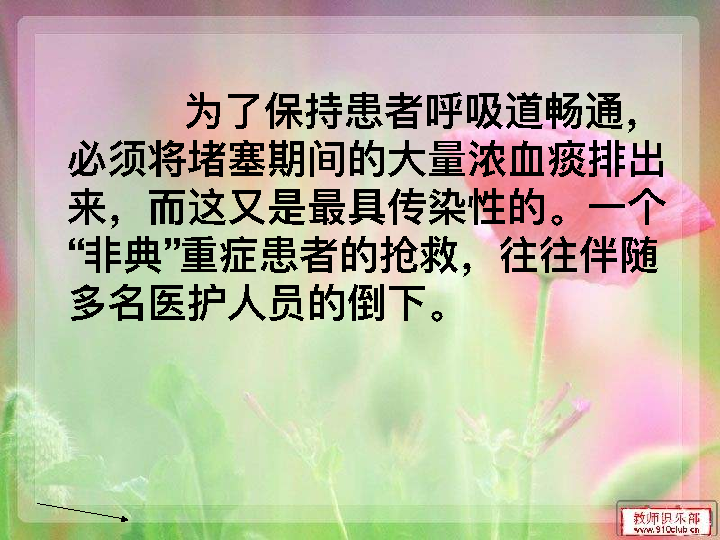 为了保持患者呼吸道畅通，
必须将堵塞期间的大量浓血痰排出
来，而这又是最具传染性的。一个
“非典”重症患者的抢救，往往伴随
多名医护人员的倒下。
教师俱乐部
www.910club.cn